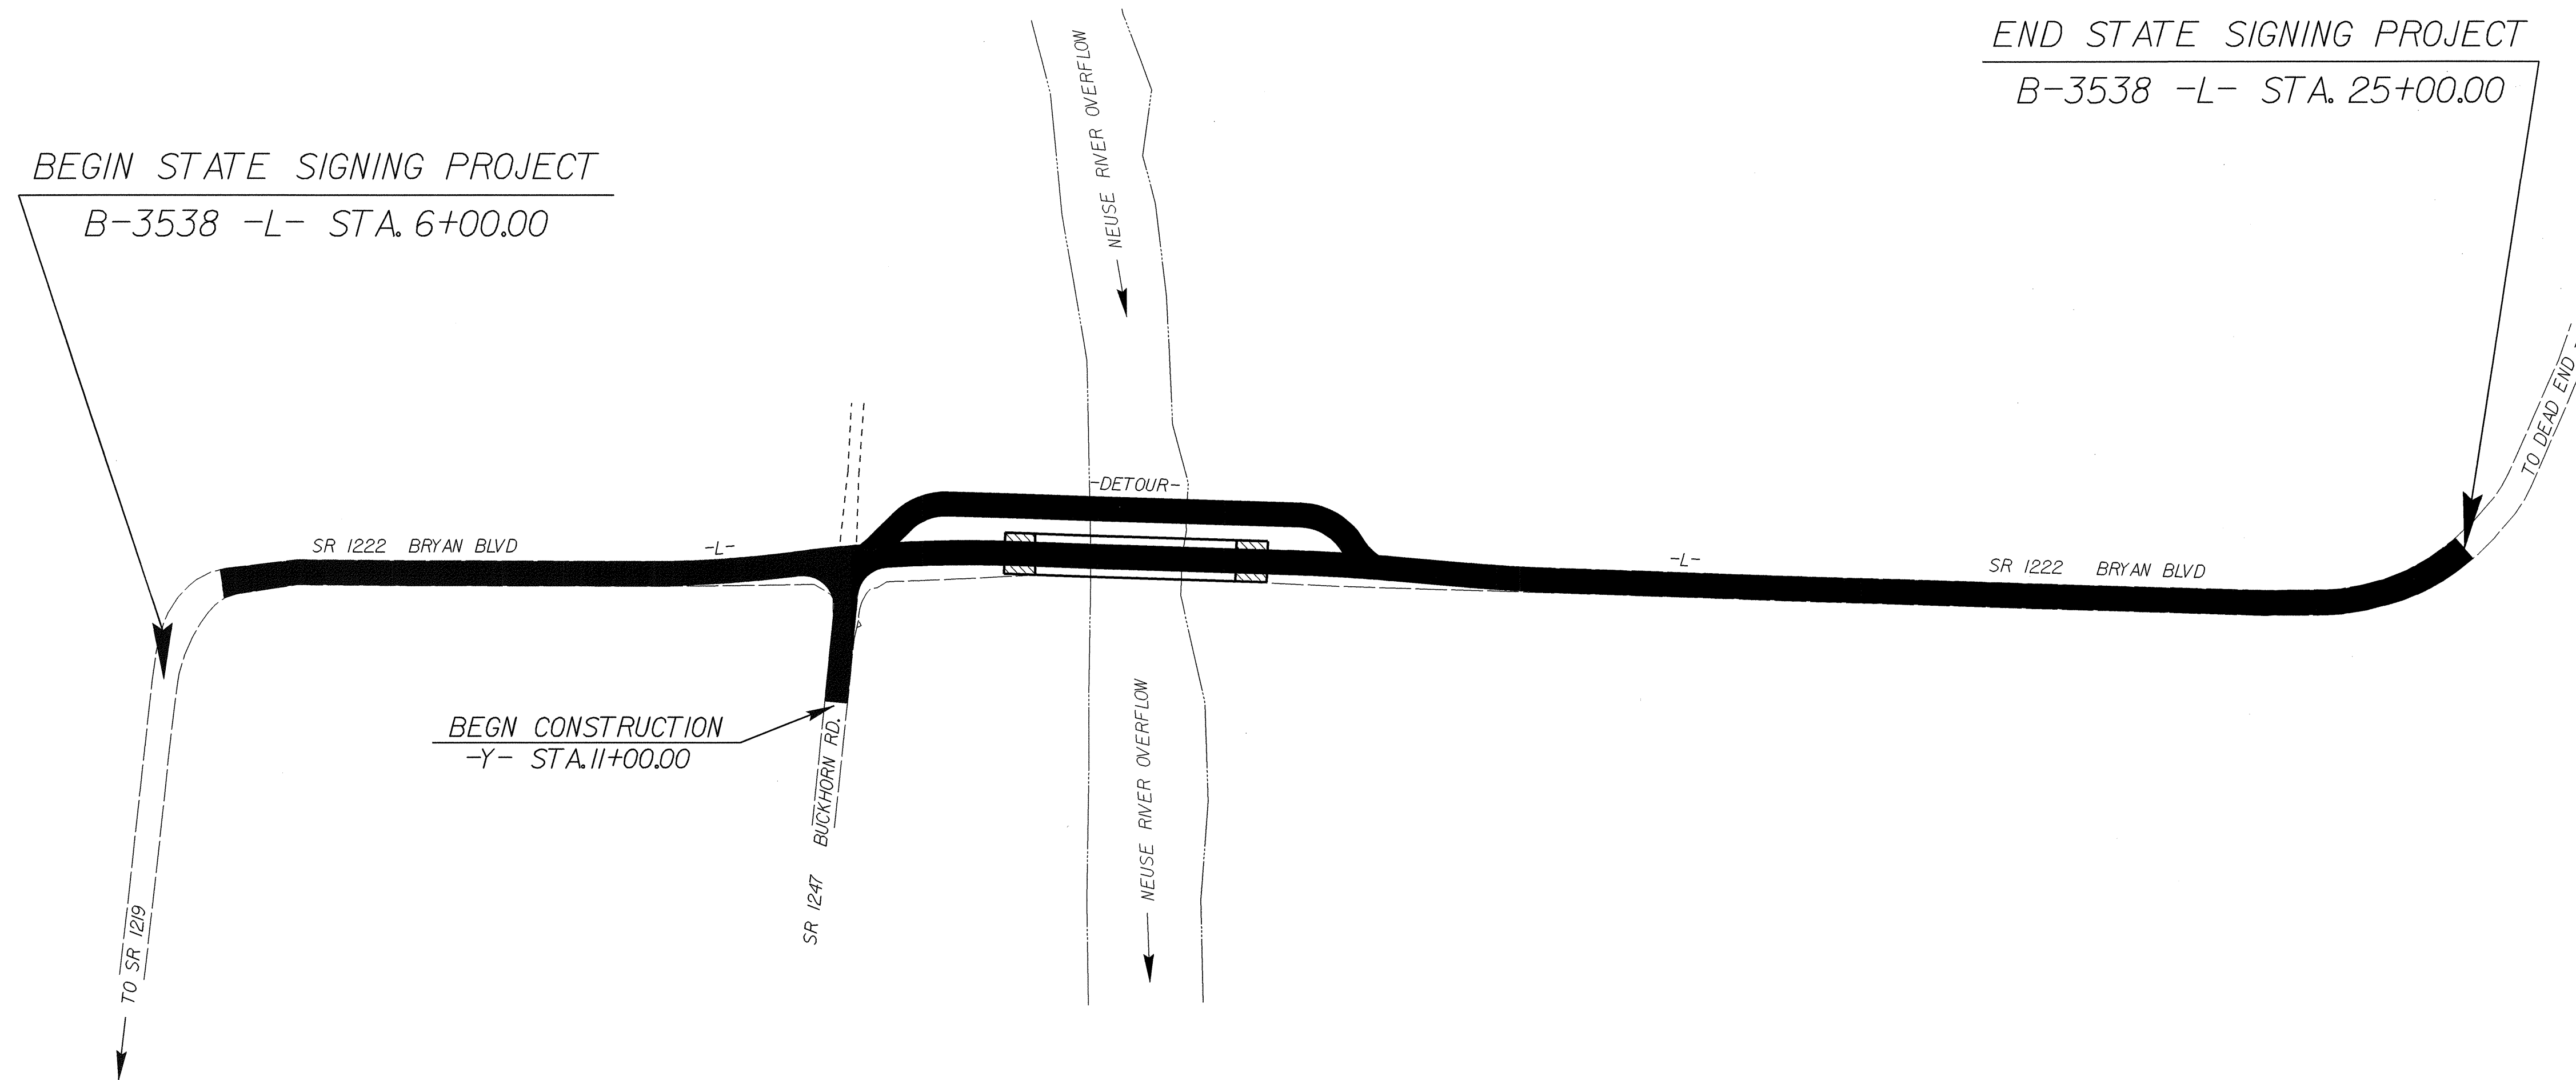 END STATE SIGNING PROJECT
B-3538 -L- STA. 25+00.00
BEGIN STATE SIGNING PROJECT
B-3538 -L- STA. 6+00.00
NEUSE RIVER OVERFLOW
TO DEAD END
-DETOUR-
SR 1222 BRYAN BLVD
-L-
-L-
SR 1222 BRYAN BLVD
BEGN CONSTRUCTION
-Y- STA.11+00.00
SR 1247 BUCKHORN RD.
NEUSE RIVER OVERFLOW
TO SR 1219